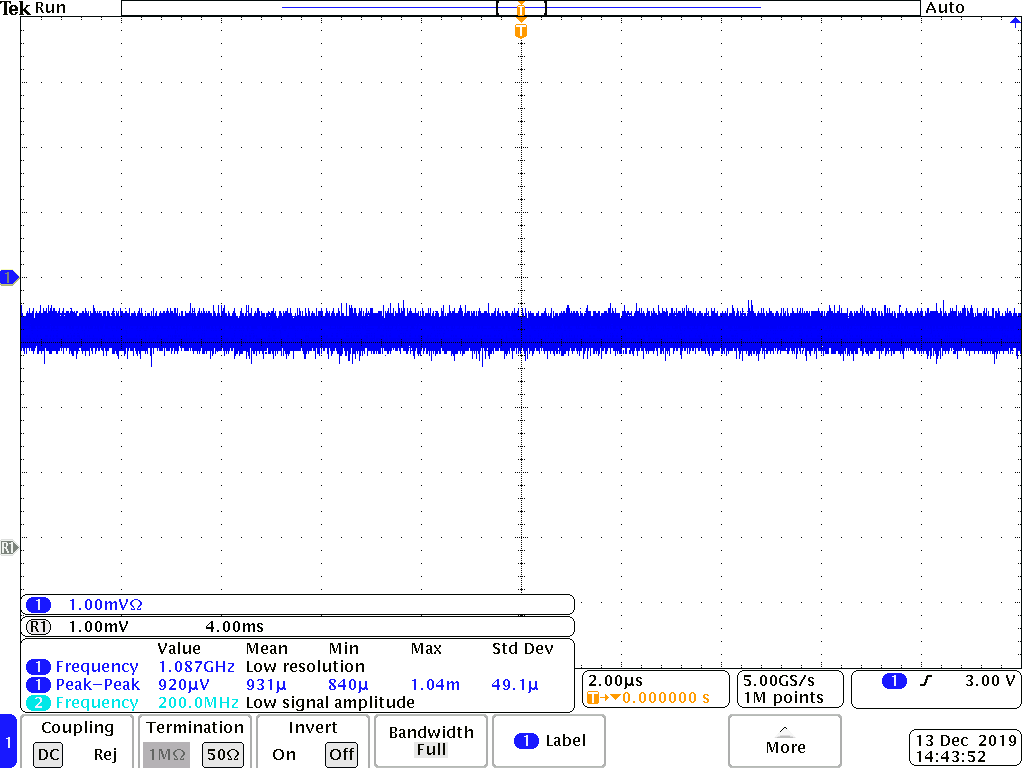 Tek Run Auto
T
T
1
R1
1 1.00mVΩ
R1 1.00mV 4.00ms
Value Mean Min Max Std Dev
1 Frequency 1.087GHz Low resolution
1 Peak-Peak 920µV 931µ 840µ 1.04m 49.1µ
2 Frequency 200.0MHz Low signal amplitude
2.00µs
T→▼0.000000 s
5.00GS/s
1M points
1 3.00 V
1
Coupling
DC Rej
Termination
1MΩ 50Ω
Invert
On Off
Bandwidth
Full
1 Label
More
13 Dec 2019
14:43:52